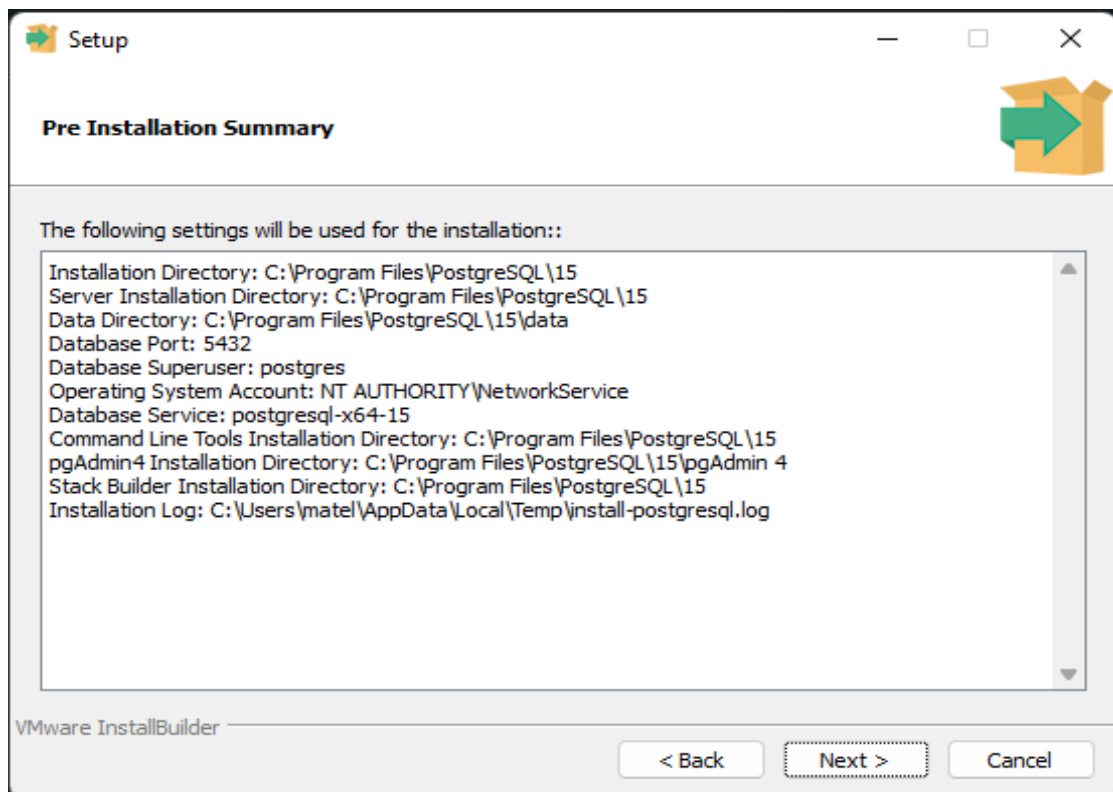 Setup
Pre Installation Summary
The following settings will be used for the installation::
Installation Directory: C:\Program Files\PostgreSQL\15
Server Installation Directory: C:\Program Files\PostgreSQL\15
Data Directory: C:\Program Files\PostgreSQL\15\data
Database Port: 5432
Database Superuser: postgres
Operating System Account: NT AUTHORITY\NetworkService
Database Service: postgresql-x64-15
Command Line Tools Installation Directory: C:\Program Files\PostgreSQL\15
pgAdmin4 Installation Directory: C:\Program Files\PostgreSQL\15\pgAdmin 4
Stack Builder Installation Directory: C:\Program Files\PostgreSQL\15
Installation Log: C:\Users\matel\AppData\Local\Temp\install-postgresql.log
VMware InstallBuilder
< Back Next > Cancel